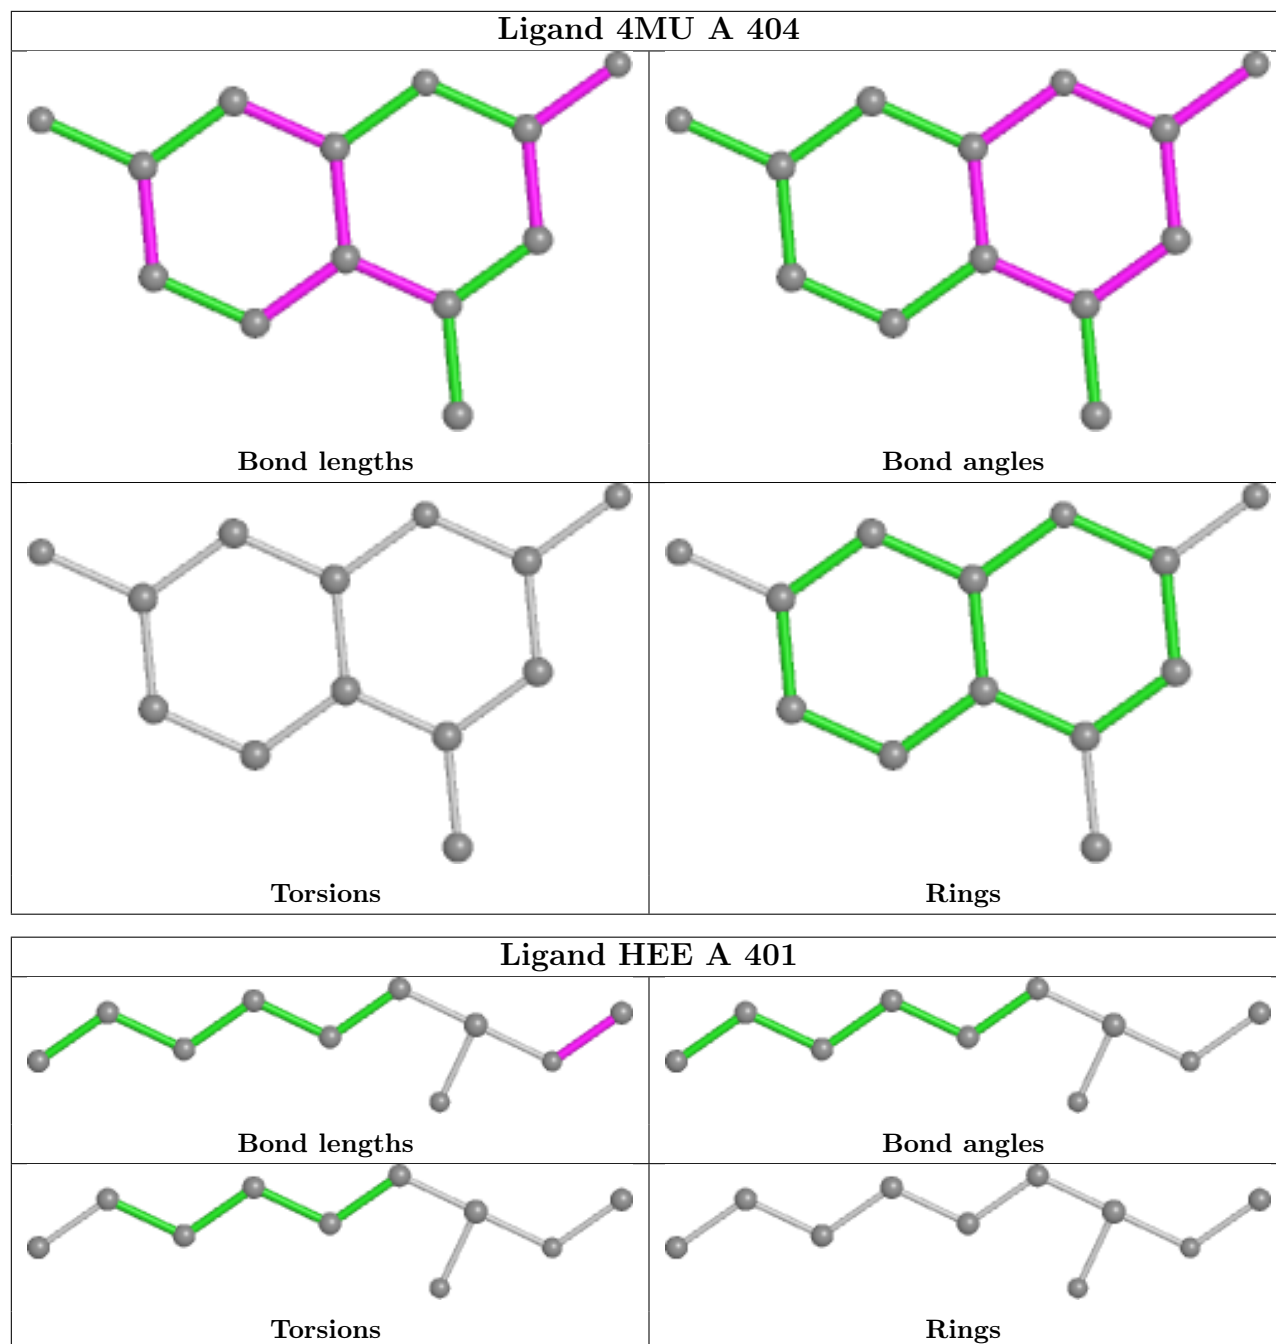 Ligand 4MU A 404
Bond lengths
Bond angles
Torsions
Rings
Ligand HEE A 401
Bond lengths
Bond angles
Torsions
Rings